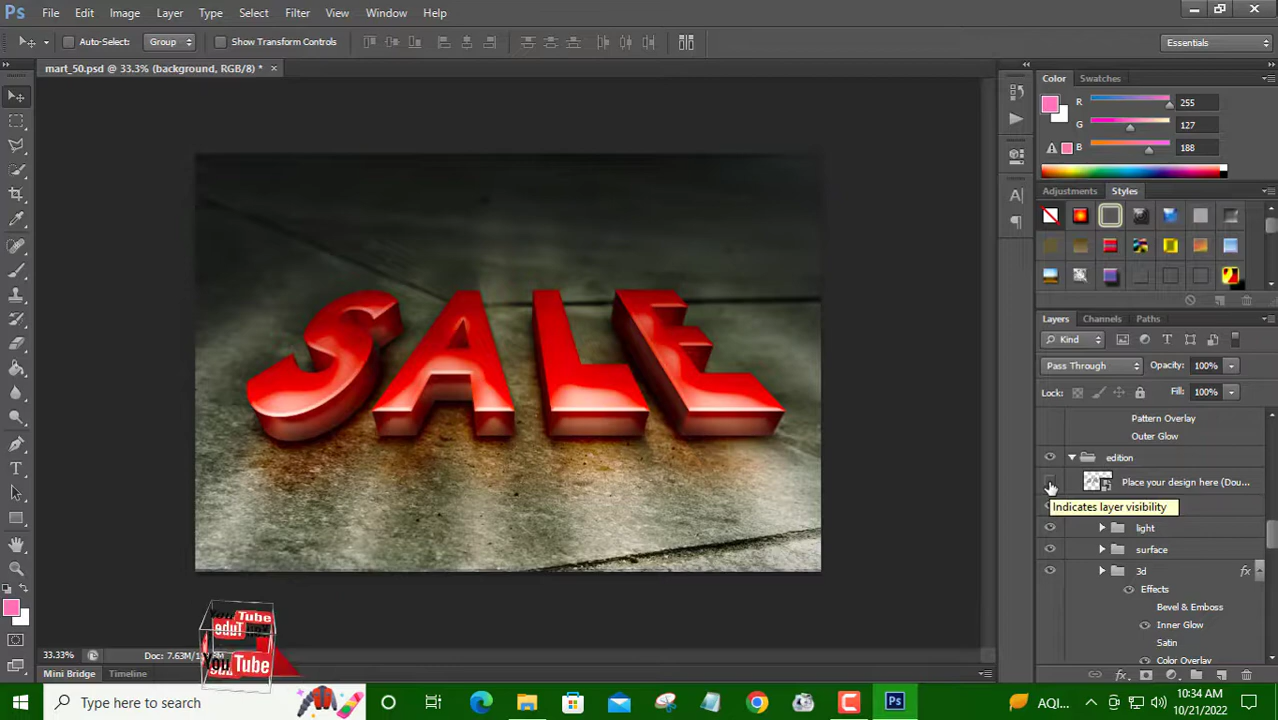 Ps File Edit Image Layer Type Select Filter View Window Help
Auto-Select: Group Show Transform Controls Essentials
mart_50.psd @ 33.3% (background, RGB/8) * ×
Color Swatches
R 255
G 127
B 188
Adjustments Styles
SALE
Layers Channels Paths
Kind
Pass Through Opacity: 100%
Lock: Fill: 100%
Pattern Overlay
Outer Glow
edition
Place your design here (Dou...
Indicates layer visibility
light
surface
3d fx
Effects
Bevel & Emboss
Inner Glow
Satin
Color Overlay
YouTube
33.33% Doc: 7.63M/1
Mini Bridge Timeline
Type here to search
AQI...
10:34 AM
10/21/2022